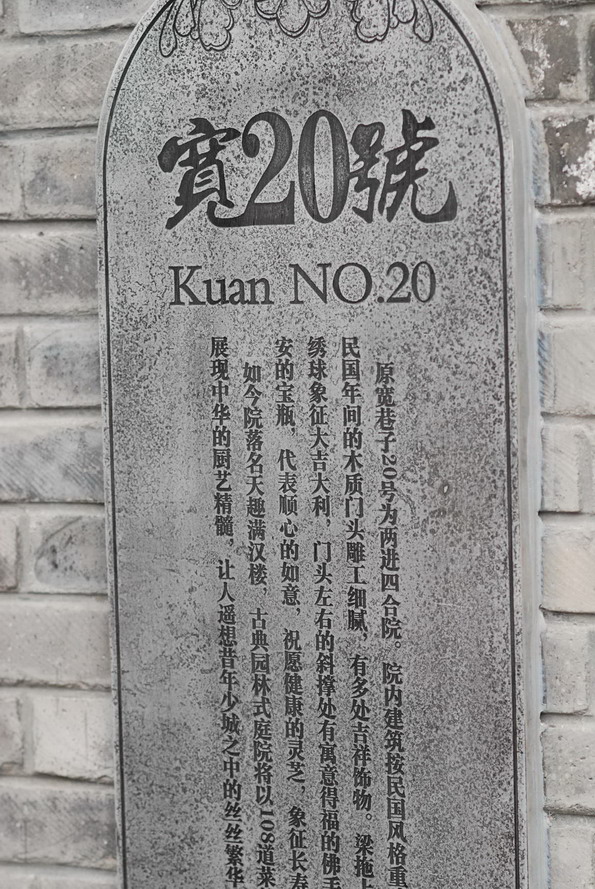 寬20號
Kuan NO.20
原宽巷子20号为两进四合院。院内建筑按民国风格重
民国年间的木质门头雕工细腻，有多处吉祥饰物。梁拖上
绣球象征大吉大利，门头左右的斜撑处有寓意得福的佛手
安的宝瓶，代表顺心的如意，祝愿健康的灵芝，象征长寿
如今院落名天趣满汉楼，古典园林式庭院将以108道菜
展现中华的厨艺精髓，让人遥想昔年少城之中的丝丝繁华